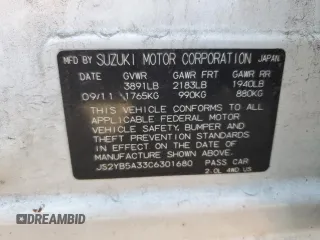 MFD BY SUZUKI MOTOR CORPORATION JAPAN
DATE GVWR GAWR FRT GAWR RR
3891LB 2183LB 1940LB
09/11 1765KG 990KG 880KG
THIS VEHICLE CONFORMS TO ALL
APPLICABLE FEDERAL MOTOR
VEHICLE SAFETY, BUMPER AND
THEFT PREVENTION STANDARDS
IN EFFECT ON THE DATE OF
MANUFACTURE SHOWN ABOVE.
JS2YB5A33C6301680 PASS CAR
2.0L 4WD US
© AUTOBIDMASTER